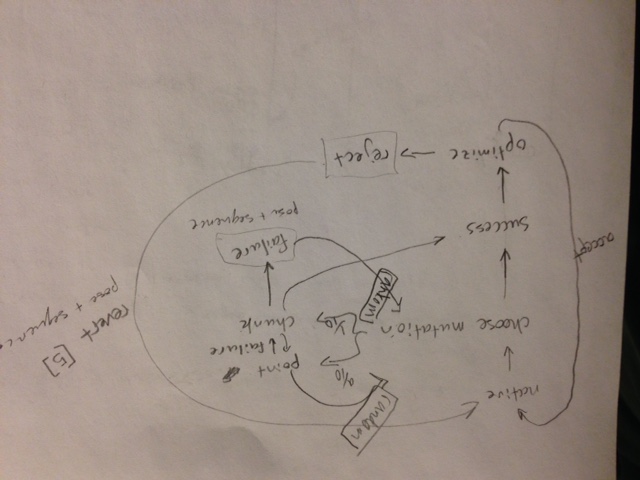 random
native
9/10
point
↑↓ failure
choose mutation
1/10
chunk
random
revert [5]
pose + sequence
accept
success
failure
pose + sequence
optimize
reject